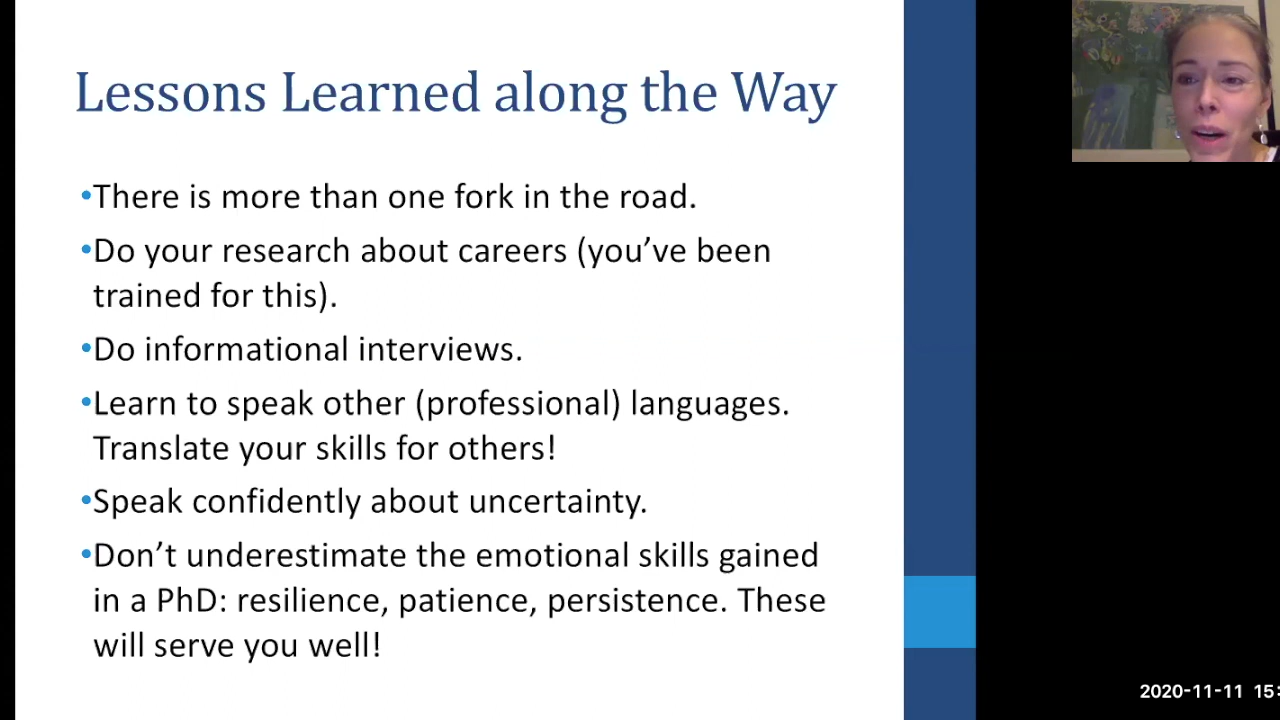 Lessons Learned along the Way
•There is more than one fork in the road.
•Do your research about careers (you’ve been
trained for this).
•Do informational interviews.
•Learn to speak other (professional) languages.
Translate your skills for others!
•Speak confidently about uncertainty.
•Don’t underestimate the emotional skills gained
in a PhD: resilience, patience, persistence. These
will serve you well!
2020-11-11 15: